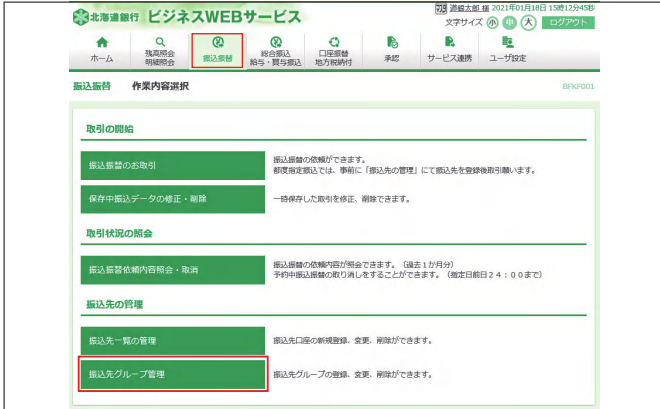 北海道銀行 ビジネスWEBサービス
道銀太郎 様 2021年01月18日 15時12分45秒
文字サイズ 小 中 大 ログアウト
ホーム
残高照会
明細照会
振込振替
総合振込
給与・賞与振込
口座振替
地方税納付
承認
サービス連携
ユーザ設定
振込振替 作業内容選択 BFKF001
取引の開始
振込振替のお取引
振込振替の依頼ができます。
都度指定振込では、事前に「振込先の管理」にて振込先を登録後取引願います。
保存中振込データの修正・削除
一時保存した取引を修正、削除できます。
取引状況の照会
振込振替依頼内容照会・取消
振込振替の依頼内容が照会できます。（過去１か月分）
予約中振込振替の取り消しをすることができます。（指定日前日２４：００まで）
振込先の管理
振込先一覧の管理
振込先口座の新規登録、変更、削除ができます。
振込先グループ管理
振込先グループの登録、変更、削除ができます。